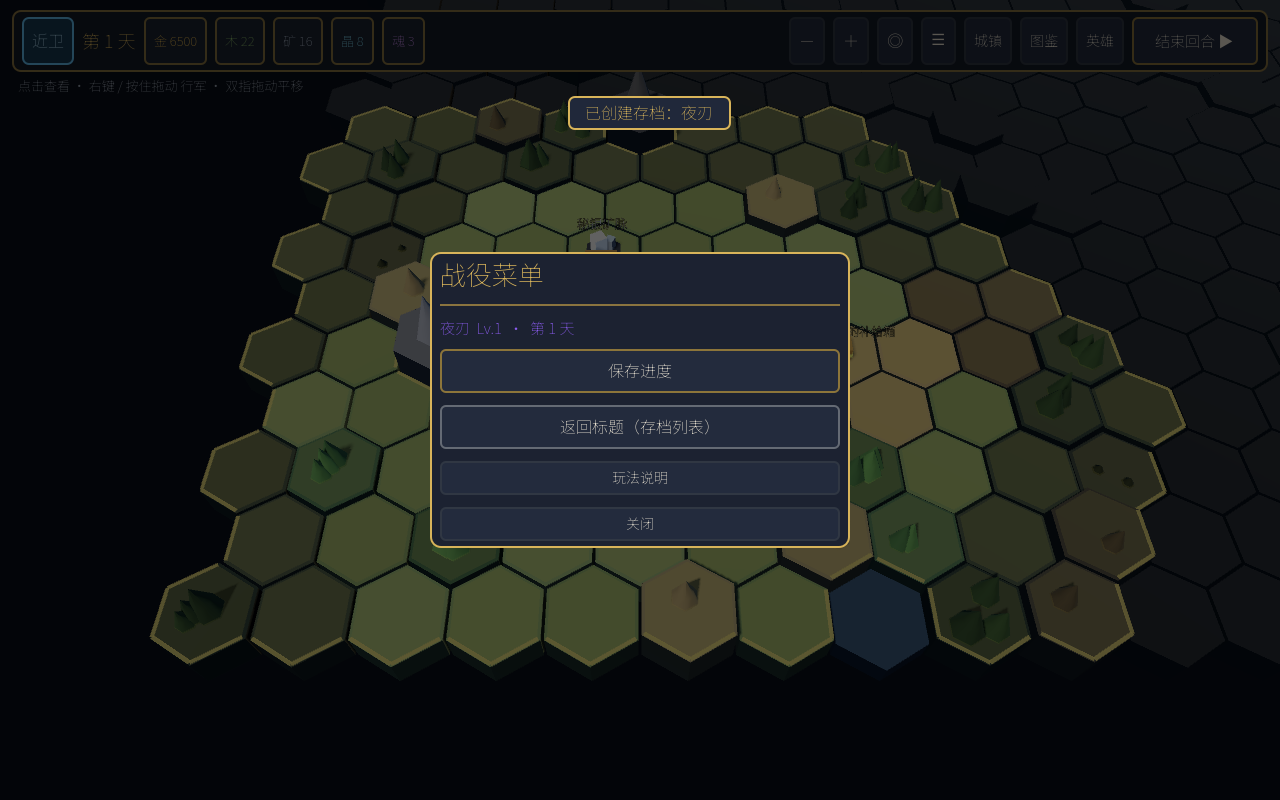 近卫 第 1 天 金 6500 木 22 矿 16 晶 8 魂 3 — + ◎ ☰ 城镇 图鉴 英雄 结束回合 ▶
点击查看 · 右键 / 按住拖动 行军 · 双指拖动平移
已创建存档：夜刃
战役菜单
夜刃 Lv.1 · 第 1 天
保存进度
返回标题（存档列表）
玩法说明
关闭